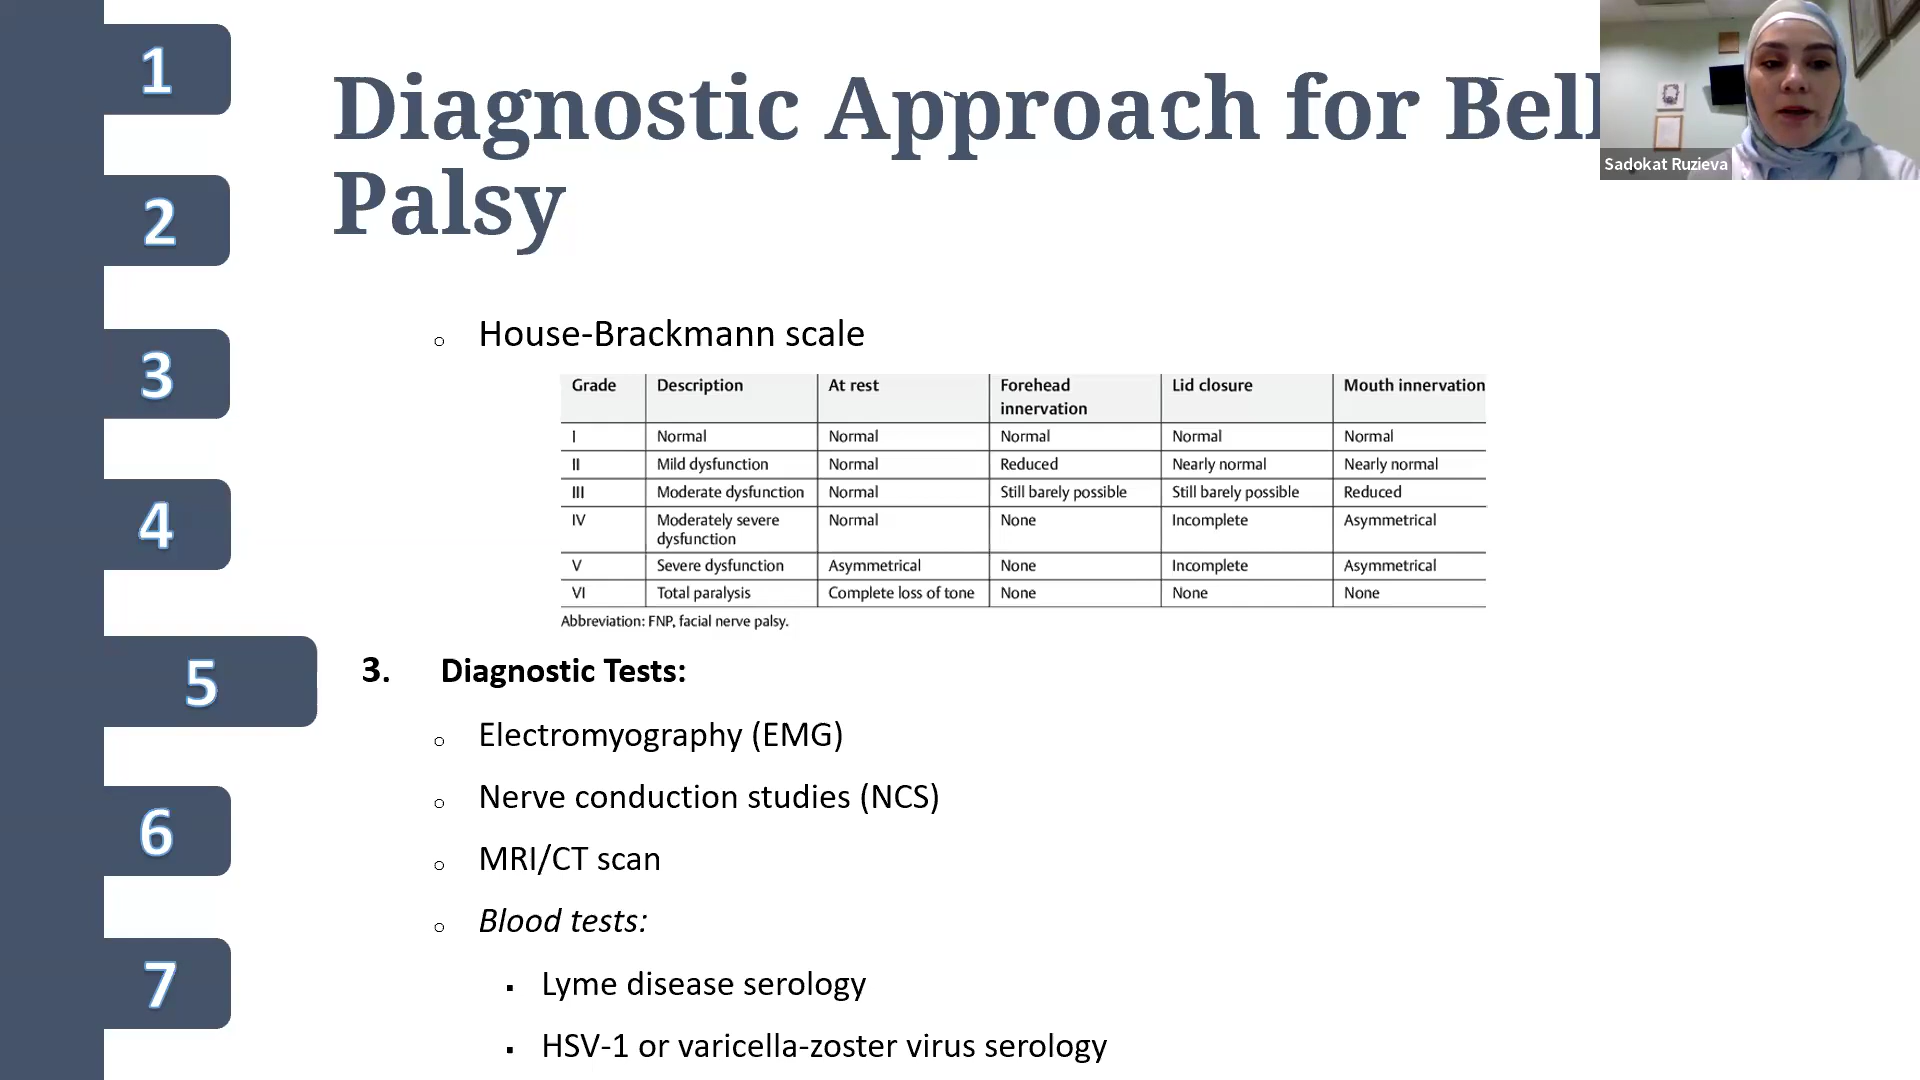 1
2
3
4
5
6
7
Diagnostic Approach for Bell
Palsy
Sadokat Ruzieva
House-Brackmann scale
Grade Description At rest Forehead innervation Lid closure Mouth innervation
I Normal Normal Normal Normal Normal
II Mild dysfunction Normal Reduced Nearly normal Nearly normal
III Moderate dysfunction Normal Still barely possible Still barely possible Reduced
IV Moderately severe dysfunction Normal None Incomplete Asymmetrical
V Severe dysfunction Asymmetrical None Incomplete Asymmetrical
VI Total paralysis Complete loss of tone None None None
Abbreviation: FNP, facial nerve palsy.
3. Diagnostic Tests:
Electromyography (EMG)
Nerve conduction studies (NCS)
MRI/CT scan
Blood tests:
Lyme disease serology
HSV-1 or varicella-zoster virus serology